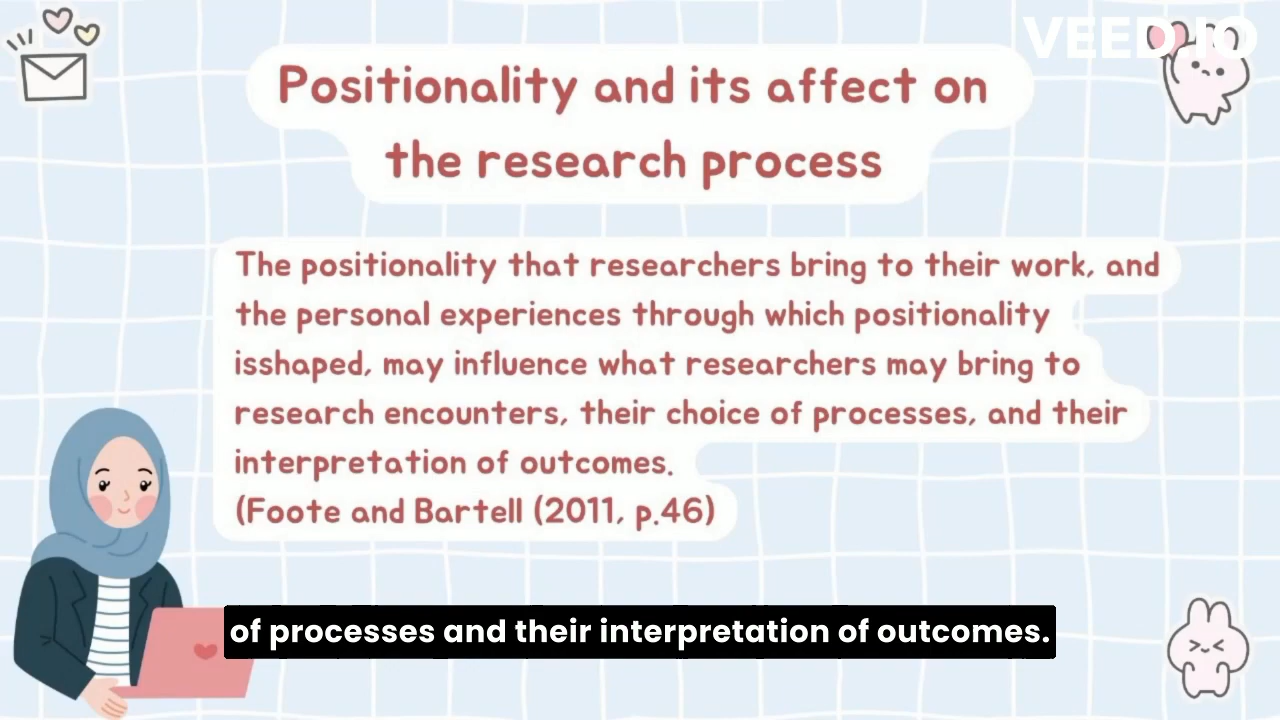 VEED.IO
Positionality and its affect on
the research process
The positionality that researchers bring to their work, and
the personal experiences through which positionality
isshaped, may influence what researchers may bring to
research encounters, their choice of processes, and their
interpretation of outcomes.
(Foote and Bartell (2011, p.46)
of processes and their interpretation of outcomes.